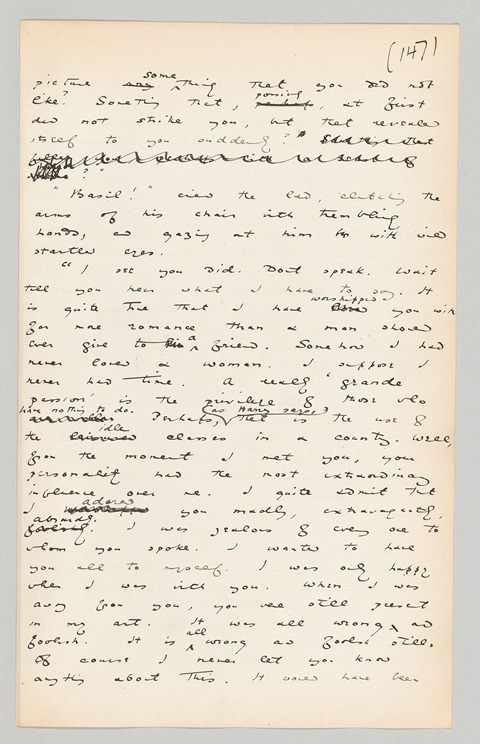 (147)
some
picture any thing that you did not
like? Something that, possing perhaps, at first
did not strike you, but that revealed
itself to you suddenly?"
?"
"Basil!" cried the lad, clutching the
arms of his chair with trembling
hands, and gazing at him with wild
startled eyes.
"I see you did. Dont speak. Wait
till you hear what I have to say. It
worshipped
is quite true that I have loved you with
far more romance than a man should
ever give to his a friend. Somehow I had
never loved a woman. I suppose I
never had time. A really 'grande
passion' is the privilege of those who
have nothing to do. (as Harry says,)
Perhaps, that is the use of
idle
the leisured classes in a country. Well,
from the moment I met you, your
personality had the most extraordinary
influence over me. I quite admit that
adored
I you madly, extravagantly,
absurdly.
foolishly. I was jealous of every one to
whom you spoke. I wanted to have
you all to myself. I was only happy
when I was with you. When I was
away from you, you were still present
in my art. It was all wrong and
all
foolish. It is wrong and foolish still.
Of course I never let you know
anything about this. It would have been